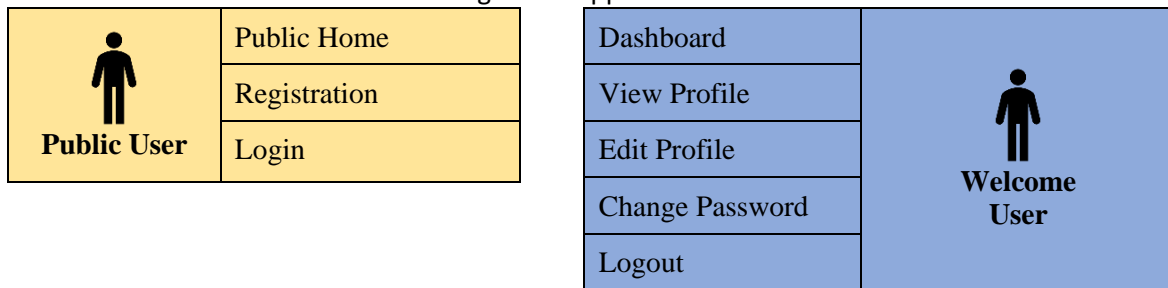 Public User
Public Home
Registration
Login
Dashboard
View Profile
Edit Profile
Change Password
Logout
Welcome
User